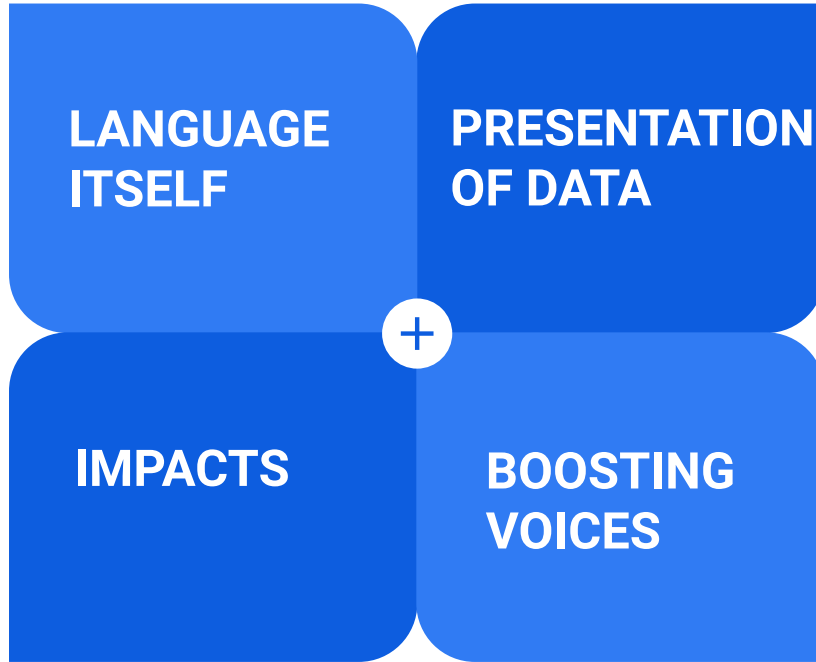 LANGUAGE
ITSELF
PRESENTATION
OF DATA
IMPACTS
BOOSTING
VOICES